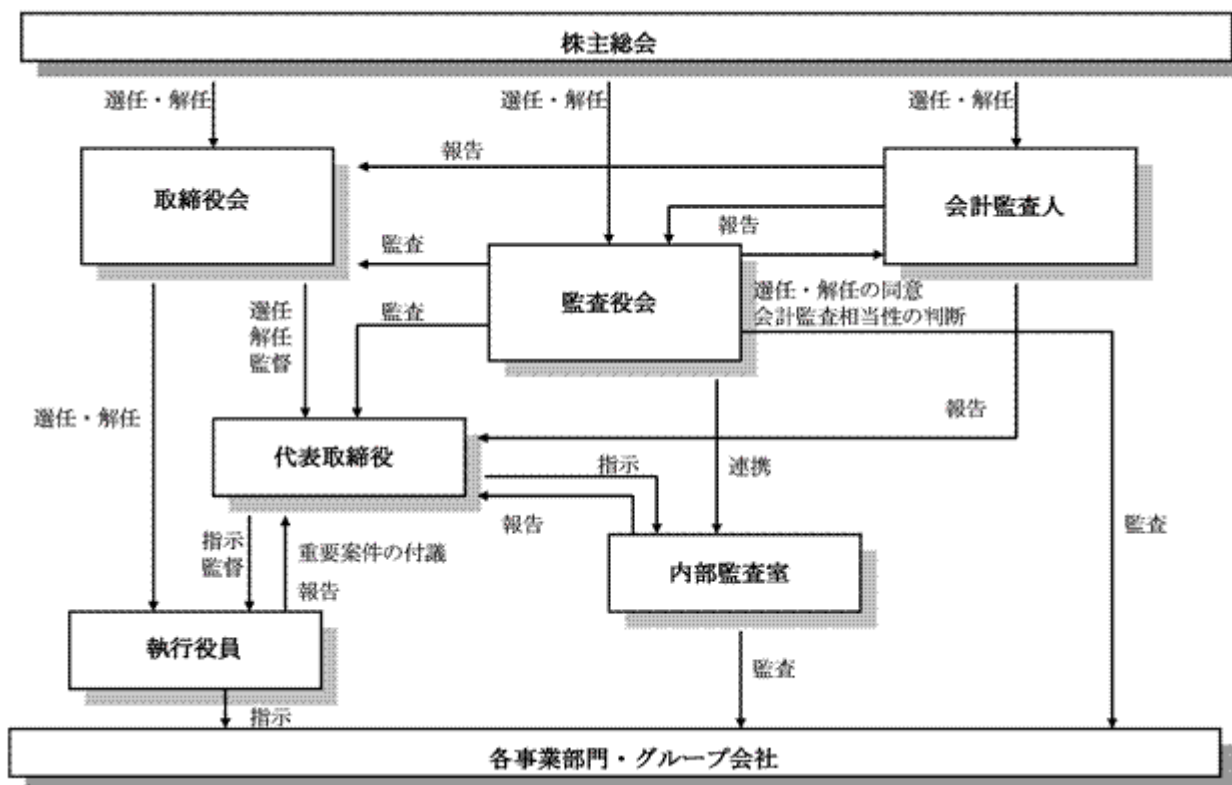 株主総会
選任・解任
選任・解任
選任・解任
報告
取締役会
会計監査人
報告
監査
監査役会
選任・解任の同意
会計監査相当性の判断
選任
解任
監督
監査
選任・解任
報告
代表取締役
指示
連携
報告
監査
指示
監督
重要案件の付議
報告
内部監査室
執行役員
監査
指示
各事業部門・グループ会社